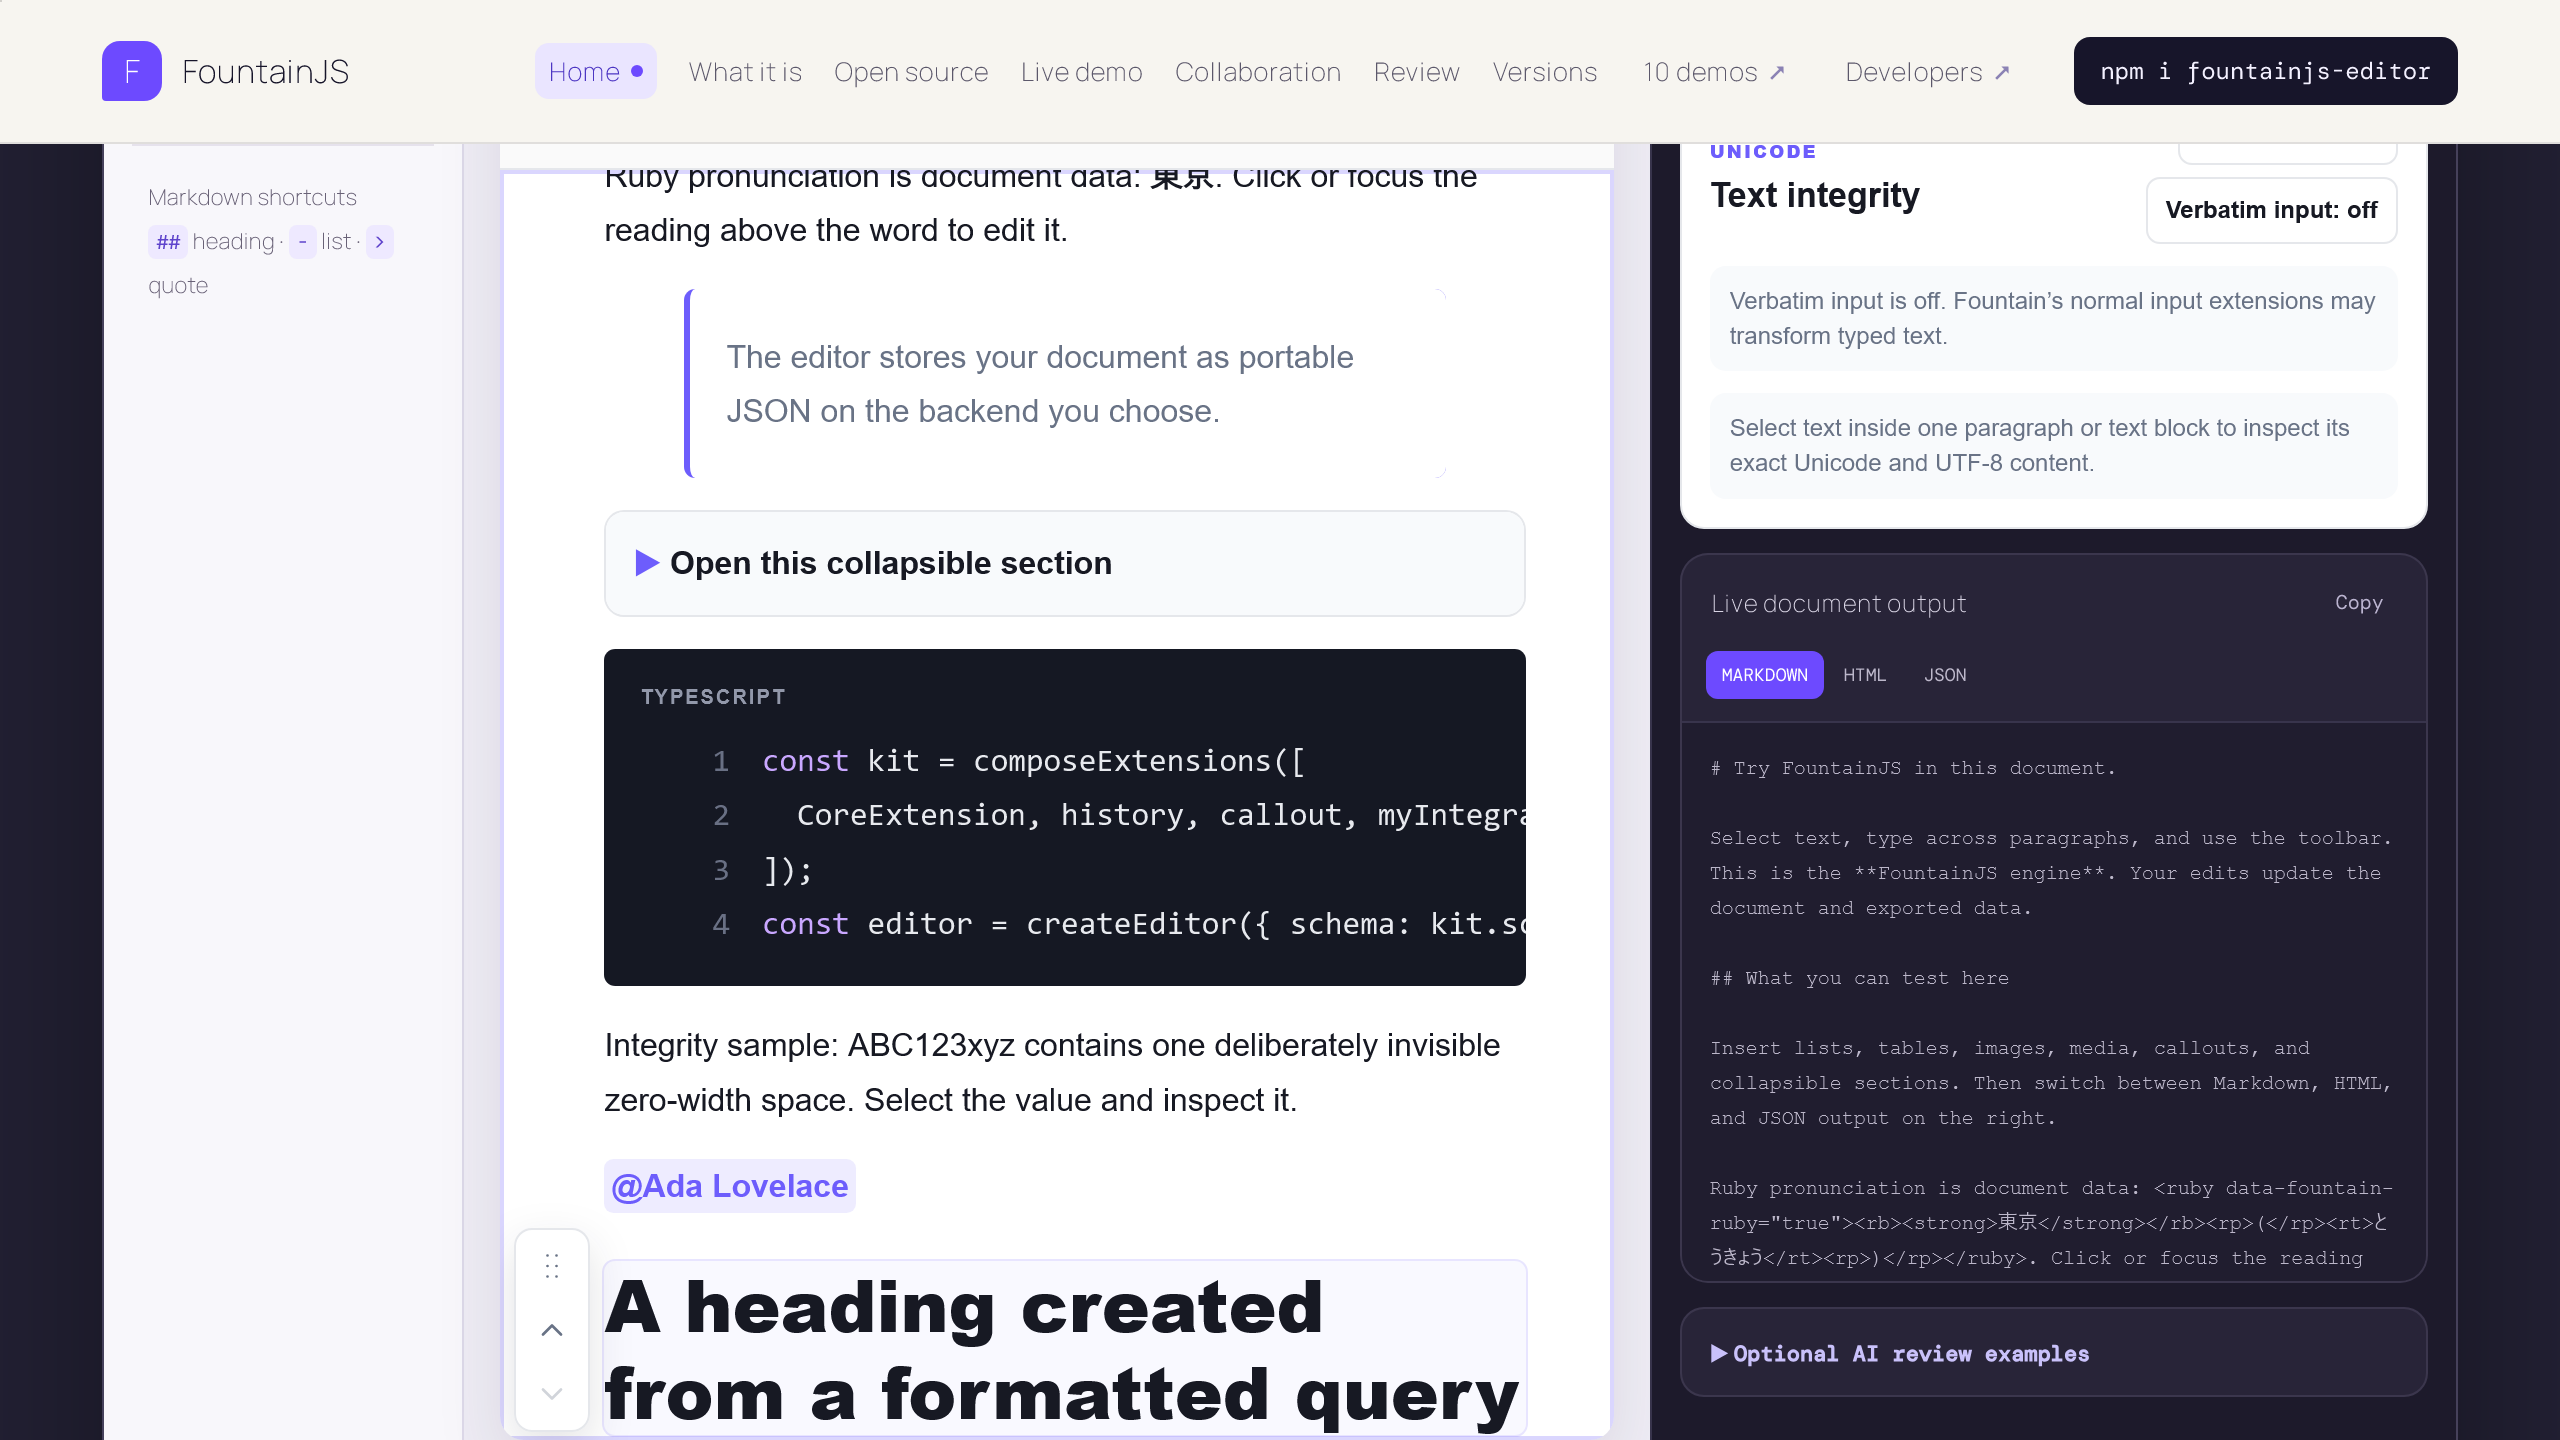 F FountainJS
Home What it is Open source Live demo Collaboration Review Versions 10 demos ↗ Developers ↗ npm i fountainjs-editor
Markdown shortcuts
## heading · - list · >
quote
Ruby pronunciation is document data: 東京. Click or focus the
reading above the word to edit it.
The editor stores your document as portable
JSON on the backend you choose.
Open this collapsible section
TYPESCRIPT
1 const kit = composeExtensions([
2 CoreExtension, history, callout, myIntegra
3 ]);
4 const editor = createEditor({ schema: kit.sc
Integrity sample: ABC123xyz contains one deliberately invisible
zero-width space. Select the value and inspect it.
@Ada Lovelace
A heading created
from a formatted query
UNICODE
Text integrity
Verbatim input: off
Verbatim input is off. Fountain’s normal input extensions may
transform typed text.
Select text inside one paragraph or text block to inspect its
exact Unicode and UTF-8 content.
Live document output Copy
MARKDOWN HTML JSON
# Try FountainJS in this document.
Select text, type across paragraphs, and use the toolbar.
This is the **FountainJS engine**. Your edits update the
document and exported data.
## What you can test here
Insert lists, tables, images, media, callouts, and
collapsible sections. Then switch between Markdown, HTML,
and JSON output on the right.
Ruby pronunciation is document data: <ruby data-fountain-
ruby="true"><rb><strong>東京</strong></rb><rp>(</rp><rt>と
うきょう</rt><rp>)</rp></ruby>. Click or focus the reading
Optional AI review examples